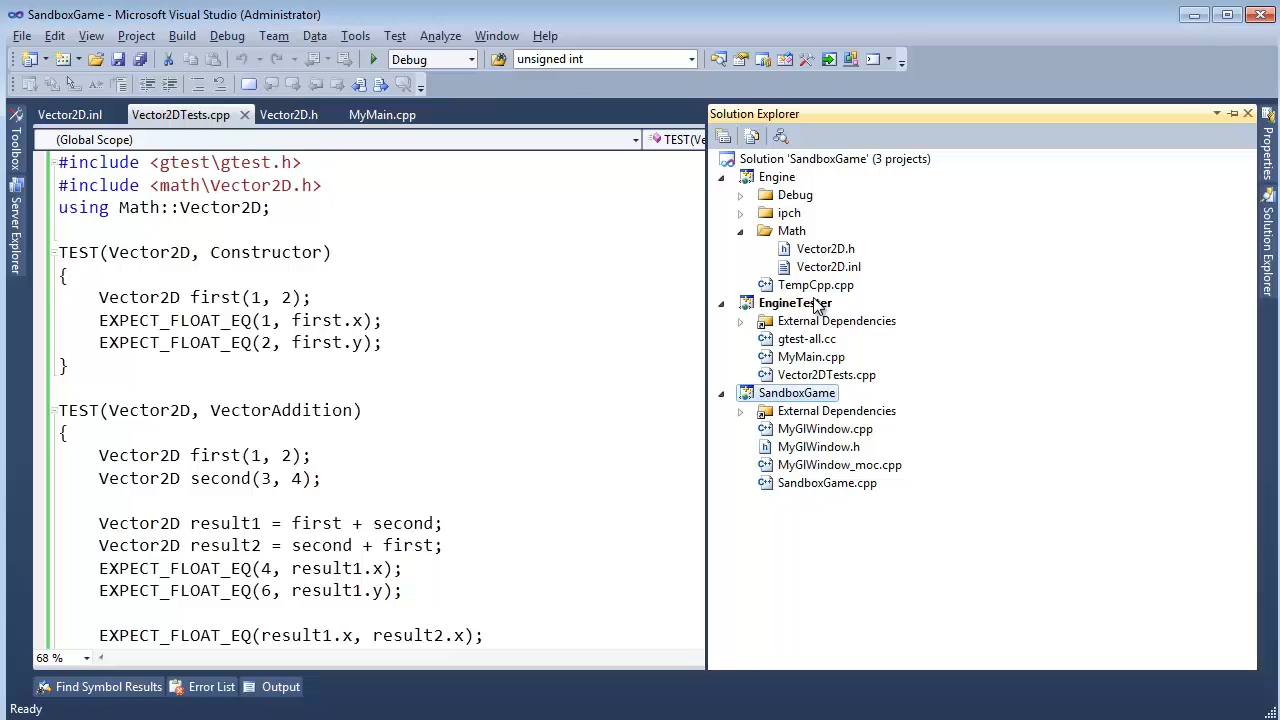 SandboxGame - Microsoft Visual Studio (Administrator)
File Edit View Project Build Debug Team Data Tools Test Analyze Window Help
Debug unsigned int
Vector2D.inl Vector2DTests.cpp Vector2D.h MyMain.cpp
(Global Scope) TEST(Ve
#include <gtest\gtest.h>
#include <math\Vector2D.h>
using Math::Vector2D;
TEST(Vector2D, Constructor)
{
Vector2D first(1, 2);
EXPECT_FLOAT_EQ(1, first.x);
EXPECT_FLOAT_EQ(2, first.y);
}
TEST(Vector2D, VectorAddition)
{
Vector2D first(1, 2);
Vector2D second(3, 4);
Vector2D result1 = first + second;
Vector2D result2 = second + first;
EXPECT_FLOAT_EQ(4, result1.x);
EXPECT_FLOAT_EQ(6, result1.y);
EXPECT_FLOAT_EQ(result1.x, result2.x);
68 %
Solution Explorer
Solution 'SandboxGame' (3 projects)
Engine
Debug
ipch
Math
Vector2D.h
Vector2D.inl
TempCpp.cpp
EngineTester
External Dependencies
gtest-all.cc
MyMain.cpp
Vector2DTests.cpp
SandboxGame
External Dependencies
MyGlWindow.cpp
MyGlWindow.h
MyGlWindow_moc.cpp
SandboxGame.cpp
Toolbox
Server Explorer
Properties
Solution Explorer
Find Symbol Results Error List Output
Ready